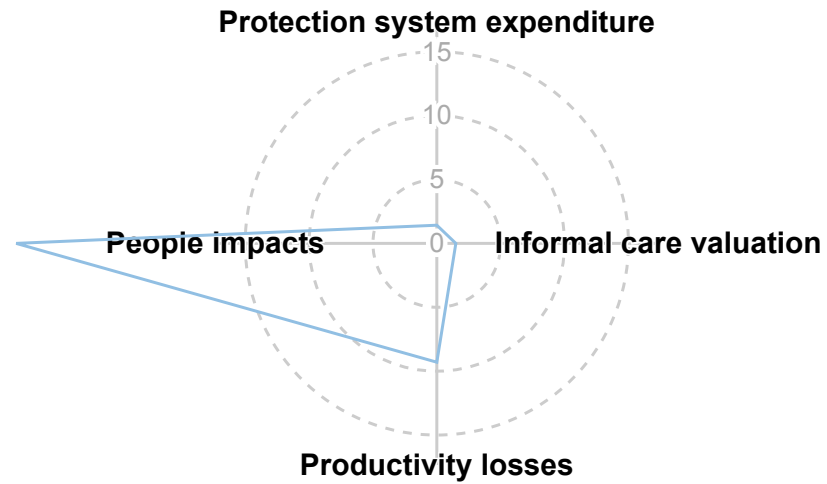 Protection system expenditure
15
10
5
People impacts
0
Informal care valuation
Productivity losses